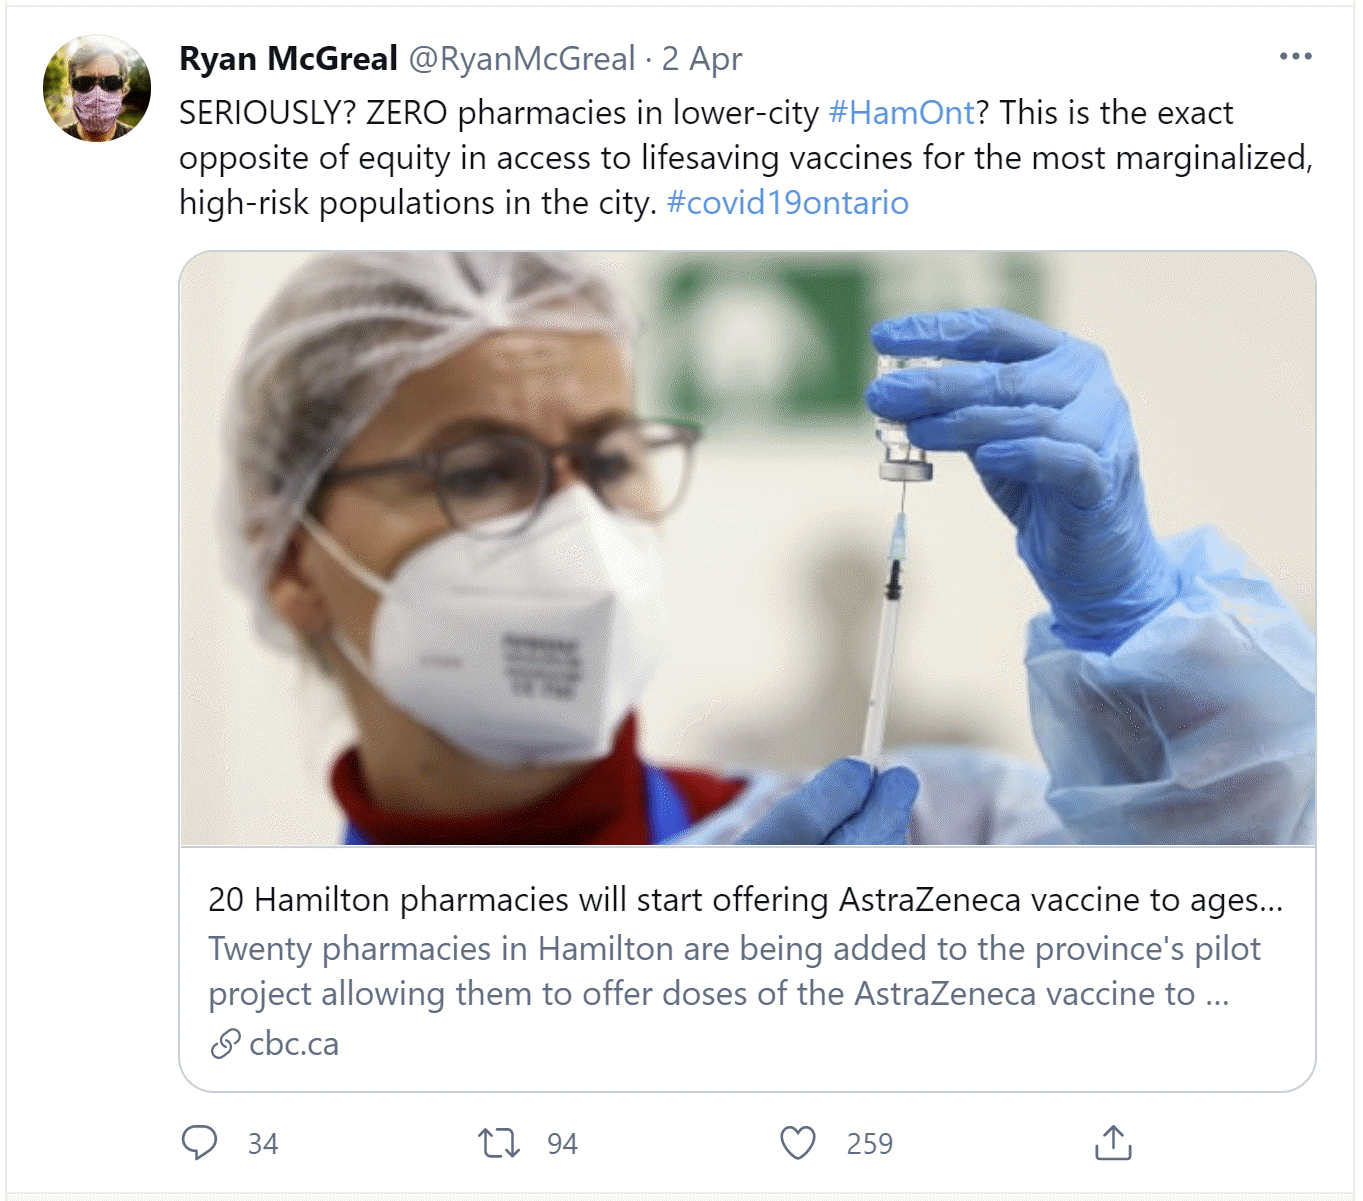 Ryan McGreal @RyanMcGreal · 2 Apr
SERIOUSLY? ZERO pharmacies in lower-city #HamOnt? This is the exact
opposite of equity in access to lifesaving vaccines for the most marginalized,
high-risk populations in the city. #covid19ontario
20 Hamilton pharmacies will start offering AstraZeneca vaccine to ages...
Twenty pharmacies in Hamilton are being added to the province's pilot
project allowing them to offer doses of the AstraZeneca vaccine to ...
cbc.ca
34 94 259